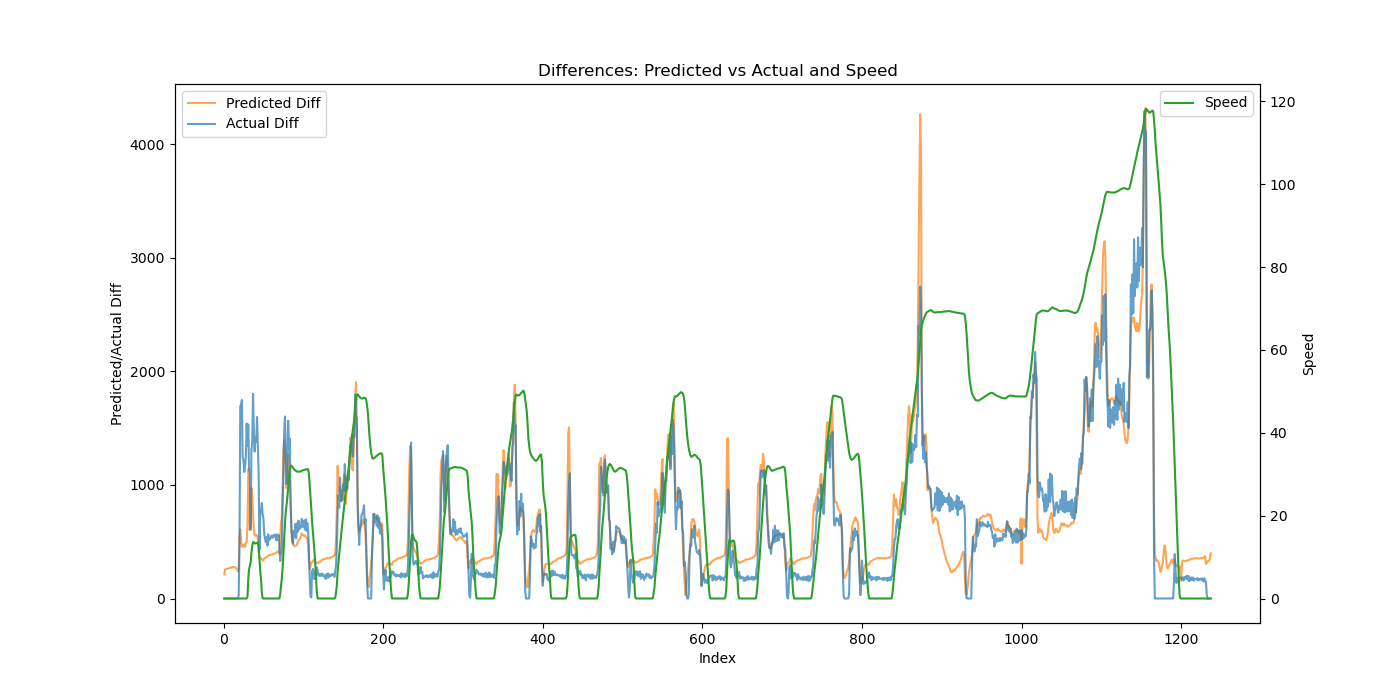 Differences: Predicted vs Actual and Speed
Predicted Diff
Actual Diff
Speed
Predicted/Actual Diff
4000
3000
2000
1000
0
120
100
80
60
40
20
0
Speed
0 200 400 600 800 1000 1200
Index